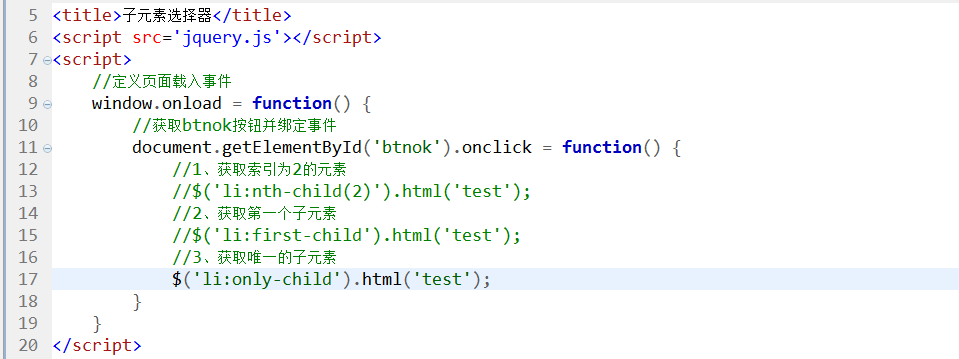 5 <title>子元素选择器</title>
6 <script src='jquery.js'></script>
7 <script>
8 //定义页面载入事件
9 window.onload = function() {
10 //获取btnok按钮并绑定事件
11 document.getElementById('btnok').onclick = function() {
12 //1、获取索引为2的元素
13 //$('li:nth-child(2)').html('test');
14 //2、获取第一个子元素
15 //$('li:first-child').html('test');
16 //3、获取唯一的子元素
17 $('li:only-child').html('test');
18 }
19 }
20 </script>